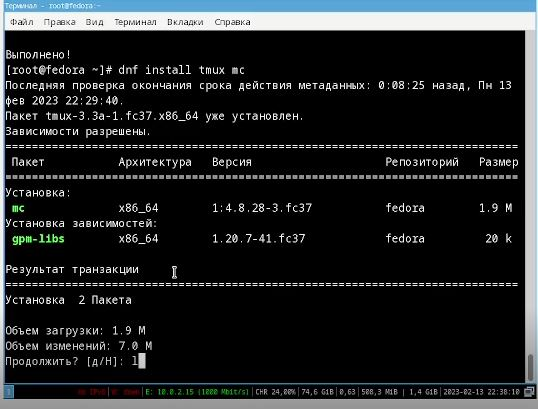 Терминал - root@fedora:~
Файл Правка Вид Терминал Вкладки Справка
Выполнено!
[root@fedora ~]# dnf install tmux mc
Последняя проверка окончания срока действия метаданных: 0:08:25 назад, Пн 13
фев 2023 22:29:40.
Пакет tmux-3.3a-1.fc37.x86_64 уже установлен.
Зависимости разрешены.
================================================================================
Пакет Архитектура Версия Репозиторий Размер
================================================================================
Установка:
mc x86_64 1:4.8.28-3.fc37 fedora 1.9 M
Установка зависимостей:
gpm-libs x86_64 1.20.7-41.fc37 fedora 20 k
Результат транзакции
================================================================================
Установка 2 Пакета
Объем загрузки: 1.9 M
Объем изменений: 7.0 M
Продолжить? [д/Н]: l
1 no IPv6 E: 10.0.2.15 (1000 Mbit/s) CHR 24,00% 74,6 GiB 0,63 508,3 MiB 1,4 GiB 2023-02-13 22:38:10